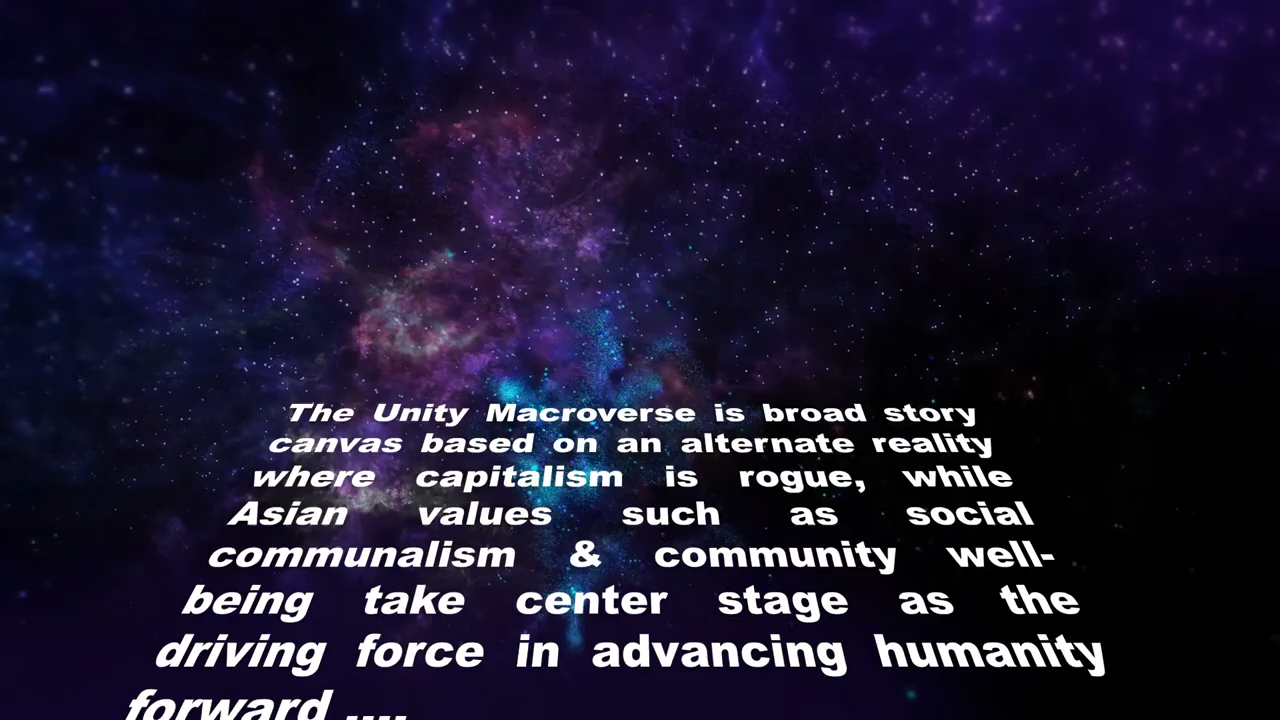 The Unity Macroverse is broad story
canvas based on an alternate reality
where capitalism is rogue, while
Asian values such as social
communalism & community well-
being take center stage as the
driving force in advancing humanity
forward ....